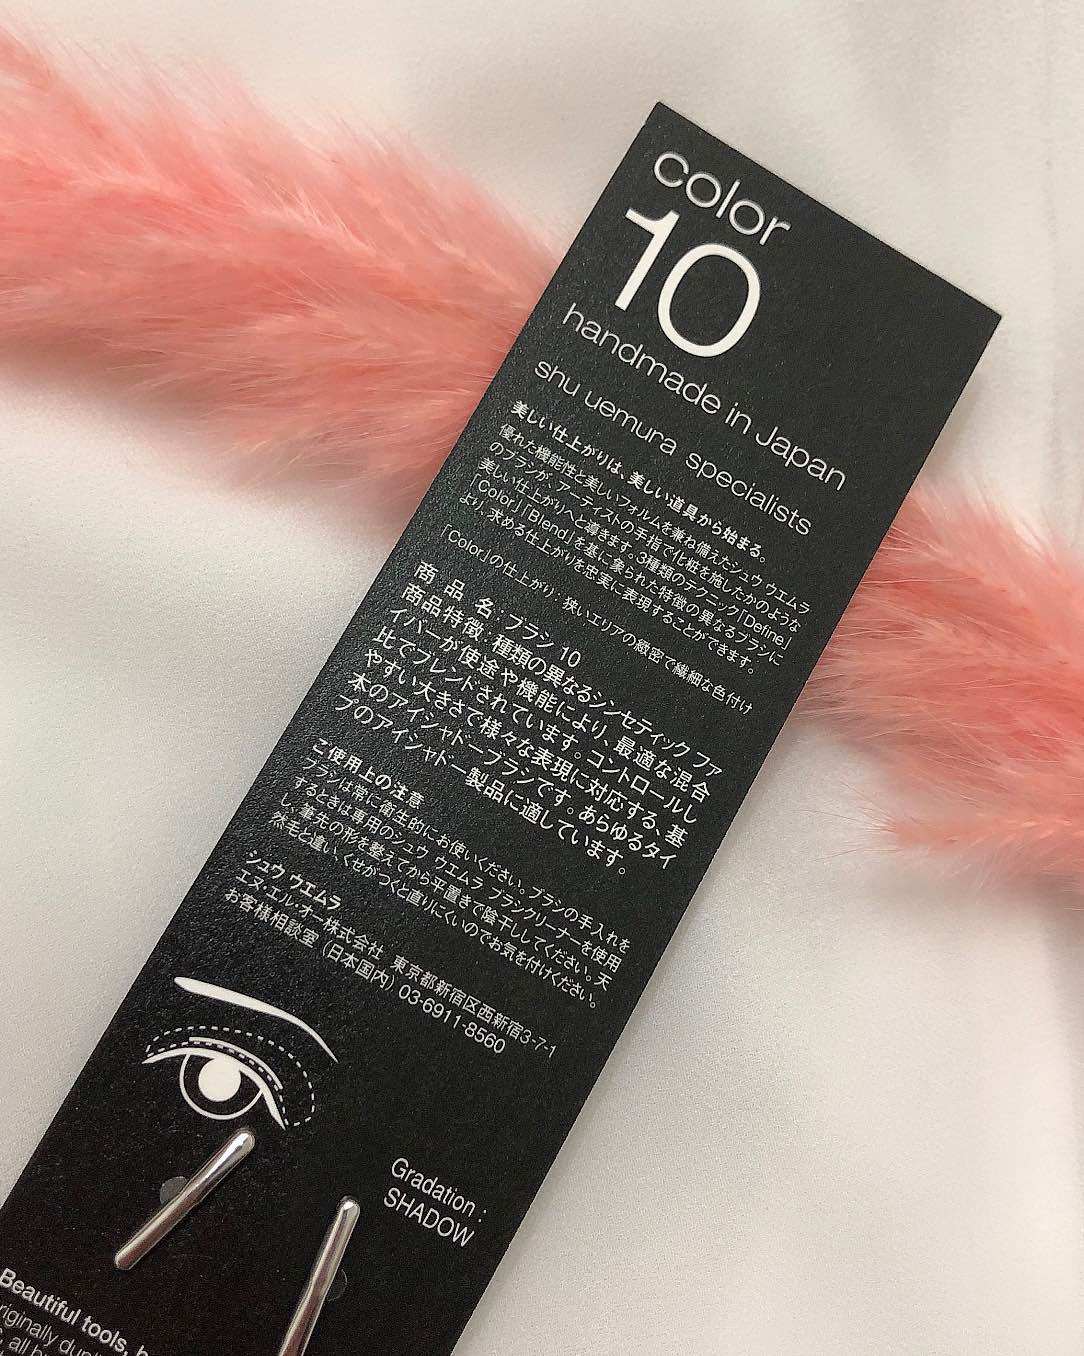 color
10
handmade in Japan
shu uemura specialists
美しい仕上がりは、美しい道具から始まる。
優れた機能性と美しいフォルムを兼ね備えたシュウ ウエムラ
のブラシが、アーティストの手指で化粧を施したかのような
美しい仕上がりへと導きます。3種類のテクニック「Define」
「Color」「Blend」を基に象られた特徴の異なるブラシに
より、求める仕上がりを忠実に表現することができます。
「Color」の仕上がり：狭いエリアの緻密で繊細な色付け
商 品 名：ブラシ 10
商品特徴：種類の異なるシンセティック ファ
イバーが使途や機能により、最適な混合
比でブレンドされています。コントロールし
やすい大きさで様々な表現に対応する、基
本のアイシャドーブラシです。あらゆるタイ
プのアイシャドー製品に適しています。
ご使用上の注意
ブラシは常に衛生的にお使いください。ブラシの手入れを
するときは専用のシュウ ウエムラ ブラシクリーナーを使用
し、筆先の形を整えてから平置きで陰干ししてください。天
然毛と違い、くせがつくと直りにくいのでお気を付けください。
シュウ ウエムラ
エヌ・エル・オー株式会社 東京都新宿区西新宿3-7-1
お客様相談室（日本国内）03-6911-8560
Gradation :
SHADOW
Beautiful tools,
riginally
all